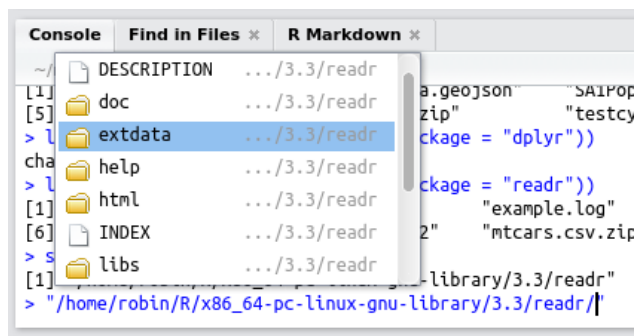 Console Find in Files × R Markdown ×
~/
DESCRIPTION .../3.3/readr
[1] a.geojson" "SAiPop
doc .../3.3/readr
[5] zip" "testcy
extdata .../3.3/readr
> l ckage = "dplyr"))
cha
help .../3.3/readr
> l ckage = "readr"))
html .../3.3/readr
[1] "example.log"
INDEX .../3.3/readr
[6] 2" "mtcars.csv.zip
> s
libs .../3.3/readr
[1] -library/3.3/readr"
> "/home/robin/R/x86_64-pc-linux-gnu-library/3.3/readr/"